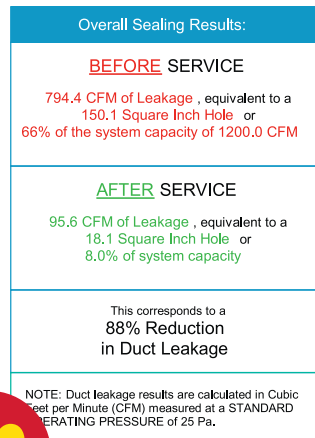 Overall Sealing Results:
BEFORE SERVICE
794.4 CFM of Leakage , equivalent to a
150.1 Square Inch Hole or
66% of the system capacity of 1200.0 CFM
AFTER SERVICE
95.6 CFM of Leakage , equivalent to a
18.1 Square Inch Hole or
8.0% of system capacity
This corresponds to a
88% Reduction
in Duct Leakage
NOTE: Duct leakage results are calculated in Cubic
Feet per Minute (CFM) measured at a STANDARD
OPERATING PRESSURE of 25 Pa.